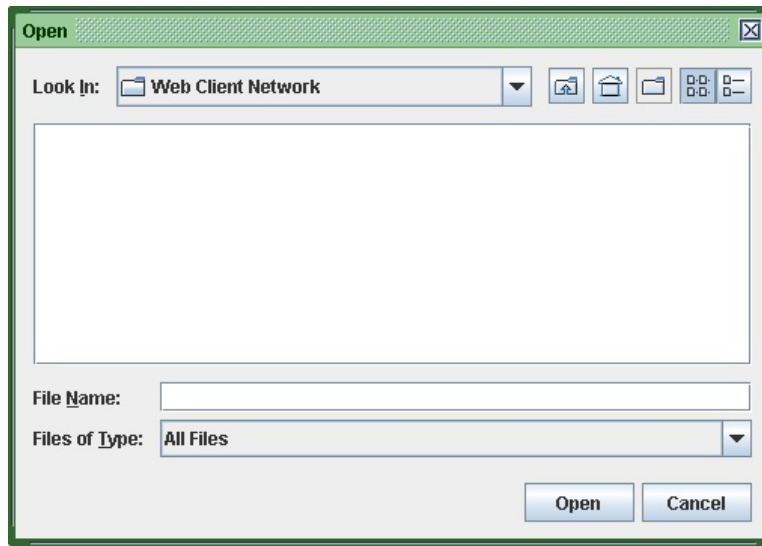 Open
Look In: Web Client Network
File Name:
Files of Type: All Files
Open Cancel